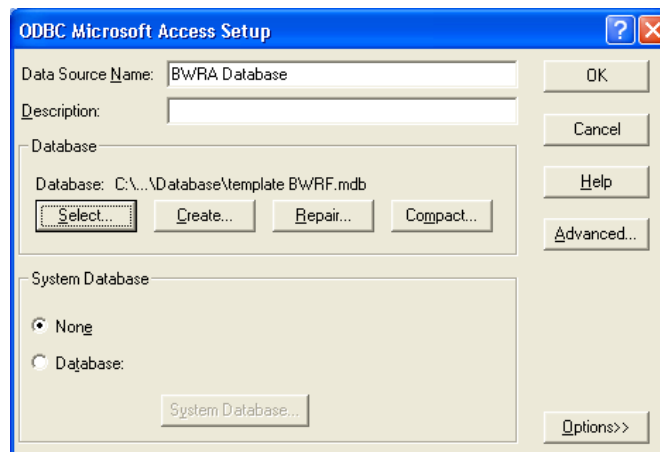 ODBC Microsoft Access Setup
Data Source Name: BWRA Database
OK
Description:
Cancel
Database
Database: C:\...\Database\template BWRF.mdb
Help
Select... Create... Repair... Compact...
Advanced...
System Database
None
Database:
System Database...
Options>>